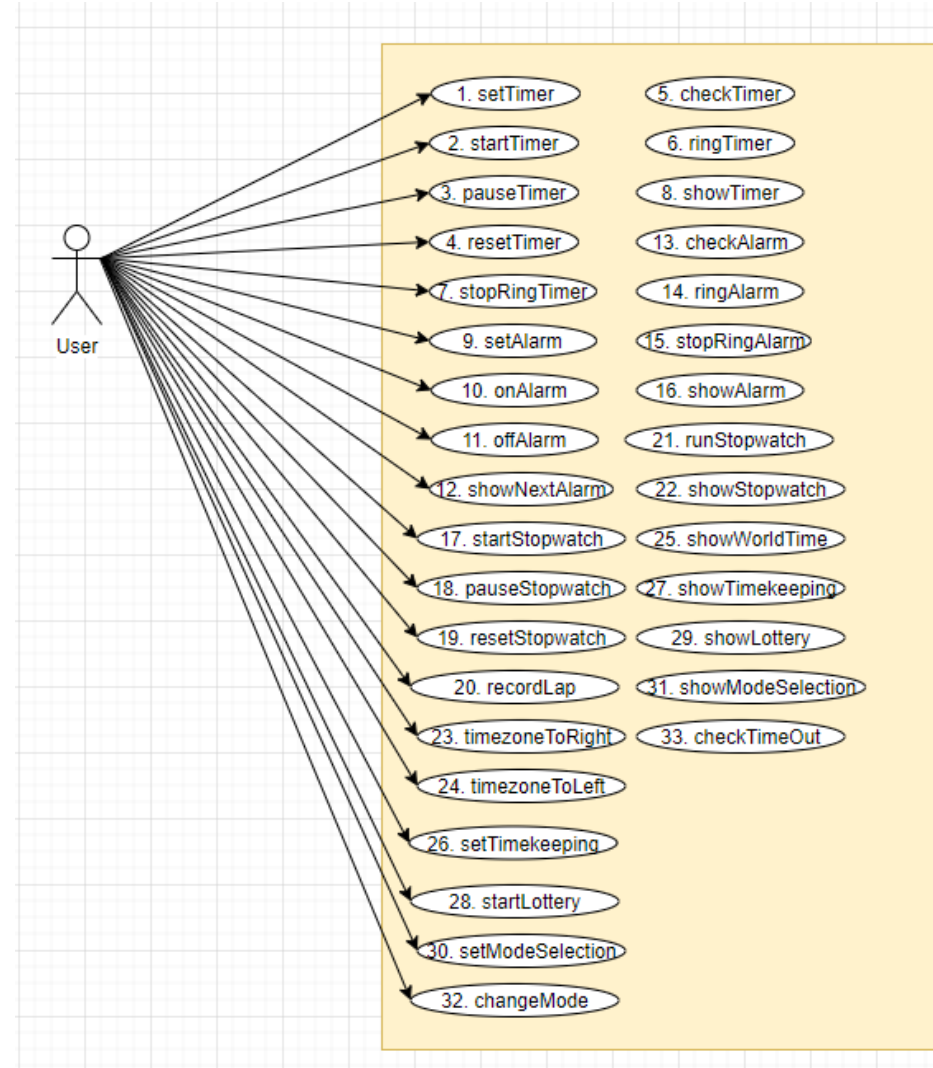 1. setTimer
5. checkTimer
2. startTimer
6. ringTimer
3. pauseTimer
8. showTimer
4. resetTimer
13. checkAlarm
7. stopRingTimer
14. ringAlarm
User
9. setAlarm
15. stopRingAlarm
10. onAlarm
16. showAlarm
11. offAlarm
21. runStopwatch
12. showNextAlarm
22. showStopwatch
17. startStopwatch
25. showWorldTime
18. pauseStopwatch
27. showTimekeeping
19. resetStopwatch
29. showLottery
20. recordLap
31. showModeSelection
23. timezoneToRight
33. checkTimeOut
24. timezoneToLeft
26. setTimekeeping
28. startLottery
30. setModeSelection
32. changeMode